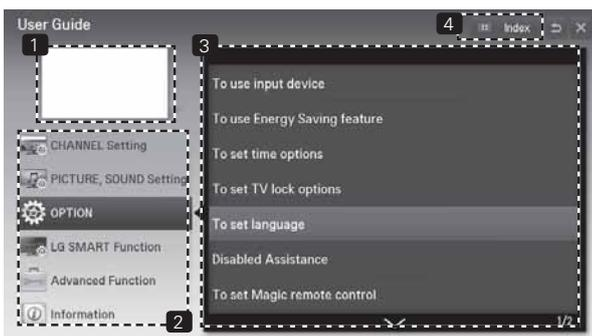 User Guide
4
Index
1
3
To use input device
To use Energy Saving feature
CHANNEL Setting
To set time options
PICTURE, SOUND Setting
To set TV lock options
OPTION
To set language
LG SMART Function
Disabled Assistance
Advanced Function
To set Magic remote control
Information
2
1/2